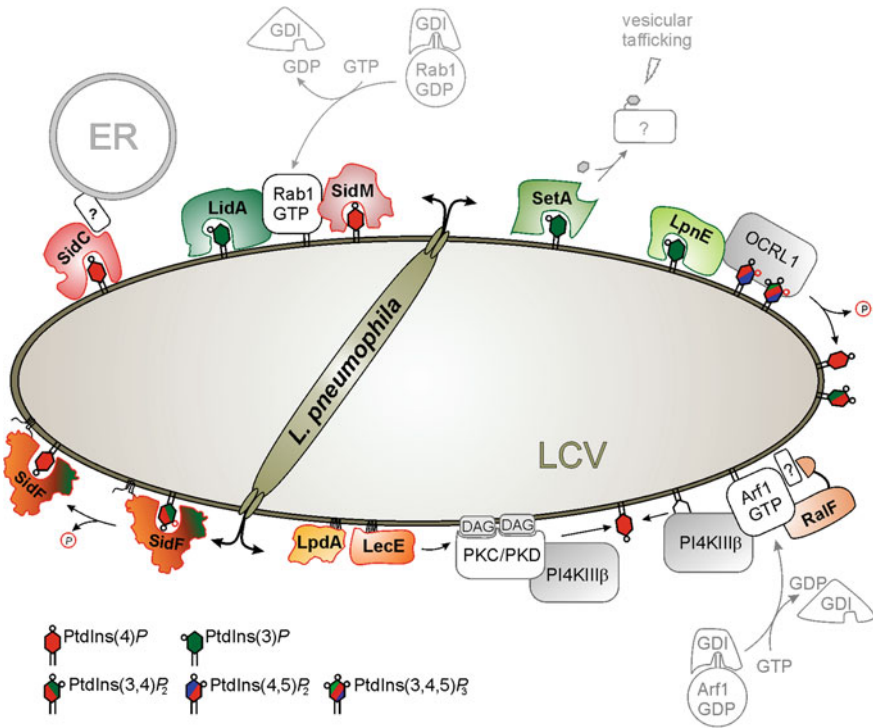 GDI
GDP
GTP
GDI
Rab1
GDP
vesicular
tafficking
?
ER
?
SidC
LidA
Rab1
GTP
SidM
SetA
LpnE
OCRL1
P
L. pneumophila
LCV
SidF
P
SidF
LpdA
LecE
DAG
DAG
PKC/PKD
PI4KIIIβ
PI4KIIIβ
Arf1
GTP
?
RalF
GDP
GDI
GTP
GDI
Arf1
GDP
PtdIns(4)P
PtdIns(3)P
PtdIns(3,4)P2
PtdIns(4,5)P2
PtdIns(3,4,5)P3